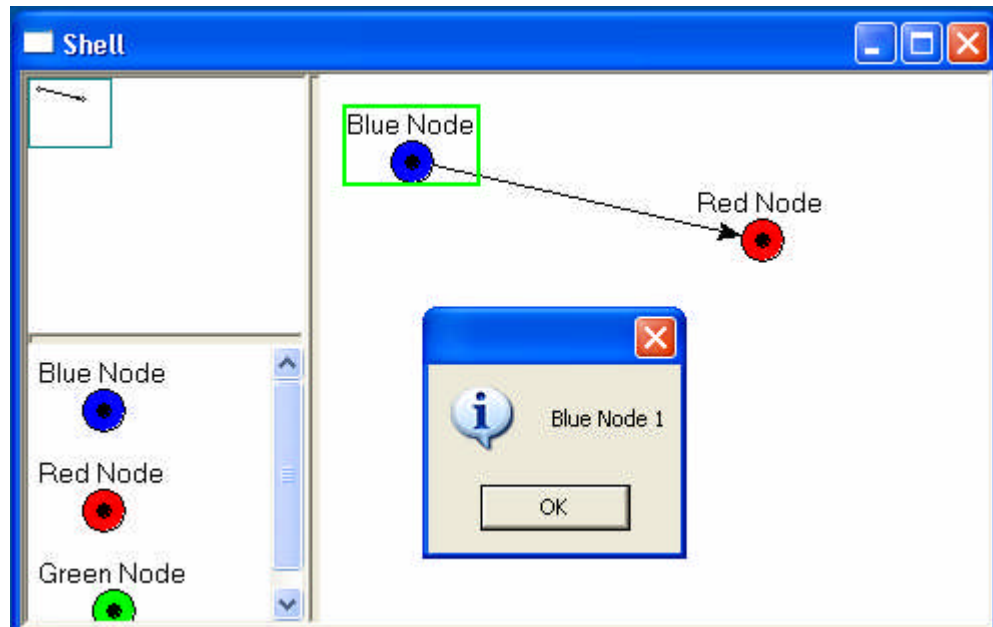 Shell
Blue Node
Red Node
Blue Node
Red Node
Green Node
Blue Node 1
OK